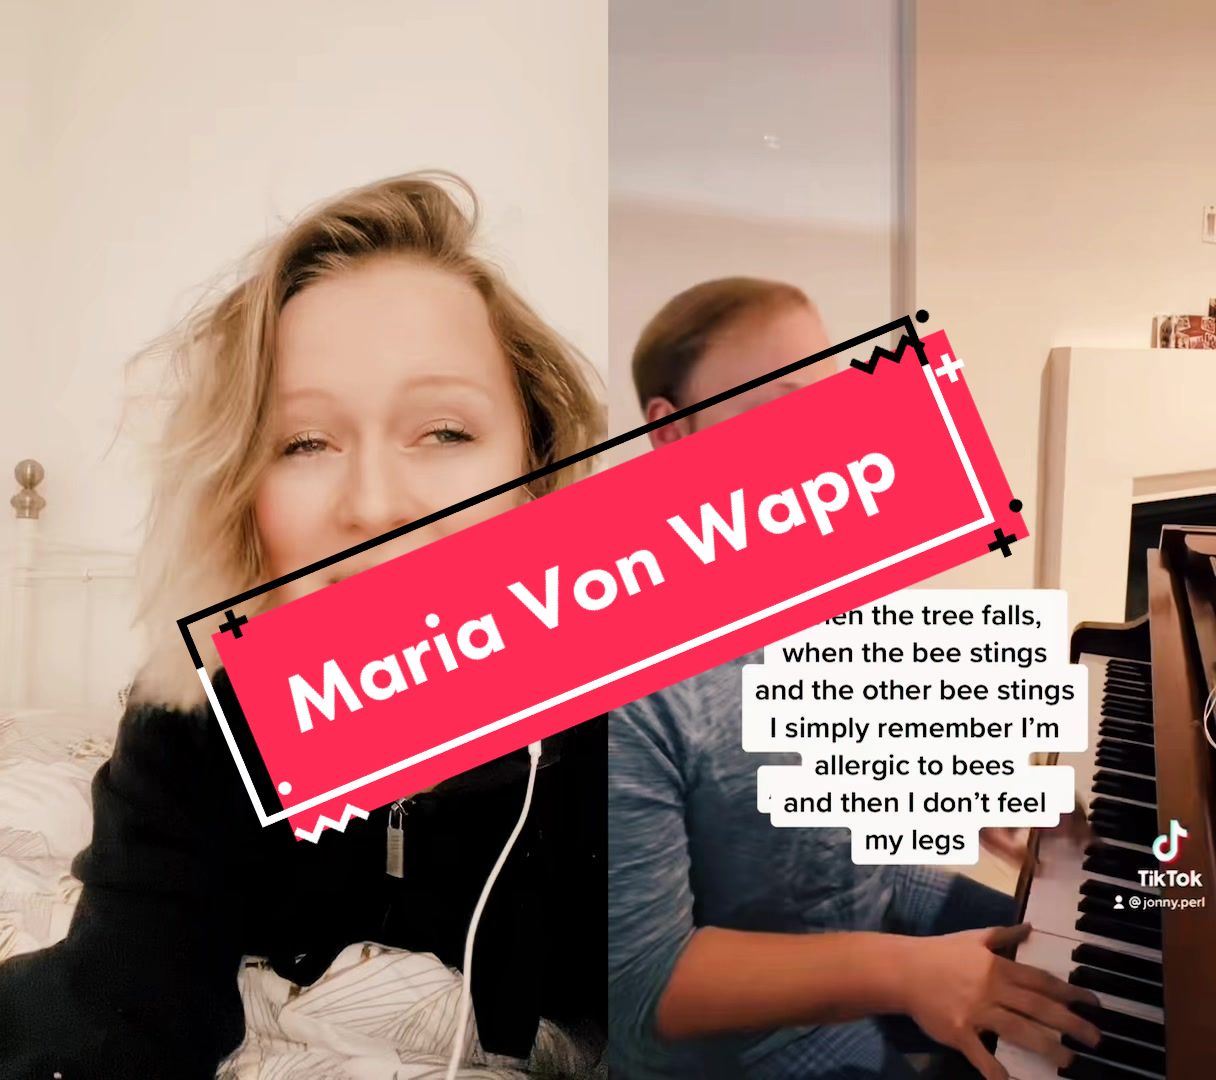 Maria Von Wapp
the tree falls,
when the bee stings
and the other bee stings
I simply remember I’m
allergic to bees
and then I don’t feel
my legs
TikTok
@jonny.perl